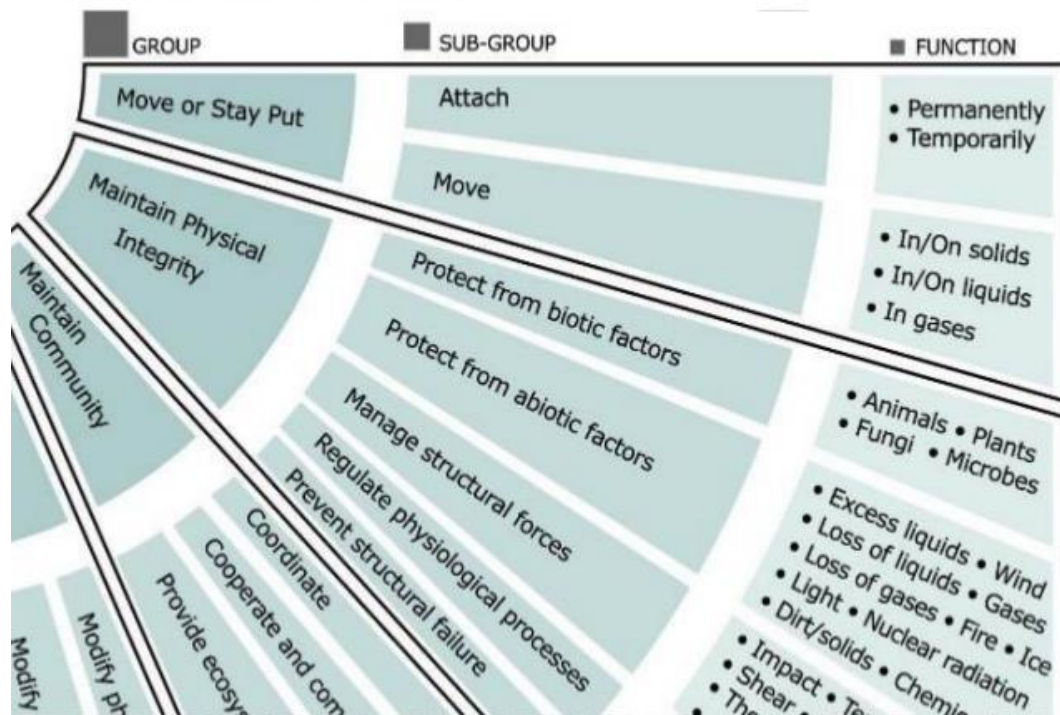 GROUP
SUB-GROUP
FUNCTION
Move or Stay Put
Attach
• Permanently
• Temporarily
Move
• In/On solids
• In/On liquids
• In gases
Maintain Physical
Integrity
Protect from biotic factors
• Animals • Plants
• Fungi • Microbes
Protect from abiotic factors
• Excess liquids • Wind
• Loss of liquids • Gases
• Loss of gases • Fire • Ice
• Light • Nuclear radiation
• Dirt/solids •
Manage structural forces
• Impact •
• Shear •
Regulate physiological processes
Prevent structural failure
Maintain
Community
Coordinate
Cooperate and
Provide
Modify
Modify